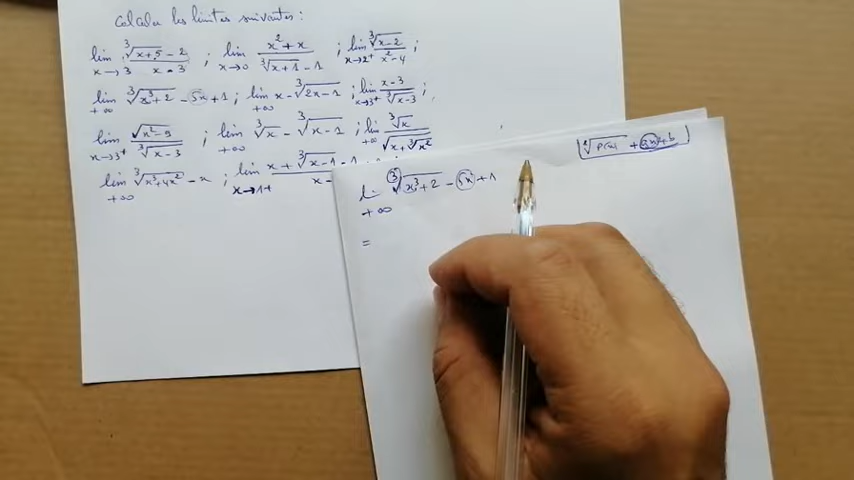 Calculer les limites suivantes :
lim x→3 ∛(x+5) - 2 / x - 3 ; lim x→0 x² + x / ∛(x+1) - 1 ; lim x→2⁺ ∛(x-2) / x² - 4 ;
lim +∞ ∛(x³+2) - 5x + 1 ; lim +∞ x - ∛(2x-1) ; lim x→3⁺ x-3 / ∛(x-3) ;
lim x→3⁺ √(x²-9) / ∛(x-3) ; lim +∞ ∛x - ∛(x-1) ; lim +∞ ∛x / √(x+∛x²)
lim +∞ ∛(x³+4x²) - x ; lim x→1+ x + ∛(x-1) - 1 / x-
∛(P(x)) + ax + b
lim +∞ ∛(x³+2) - 5x + 1
=